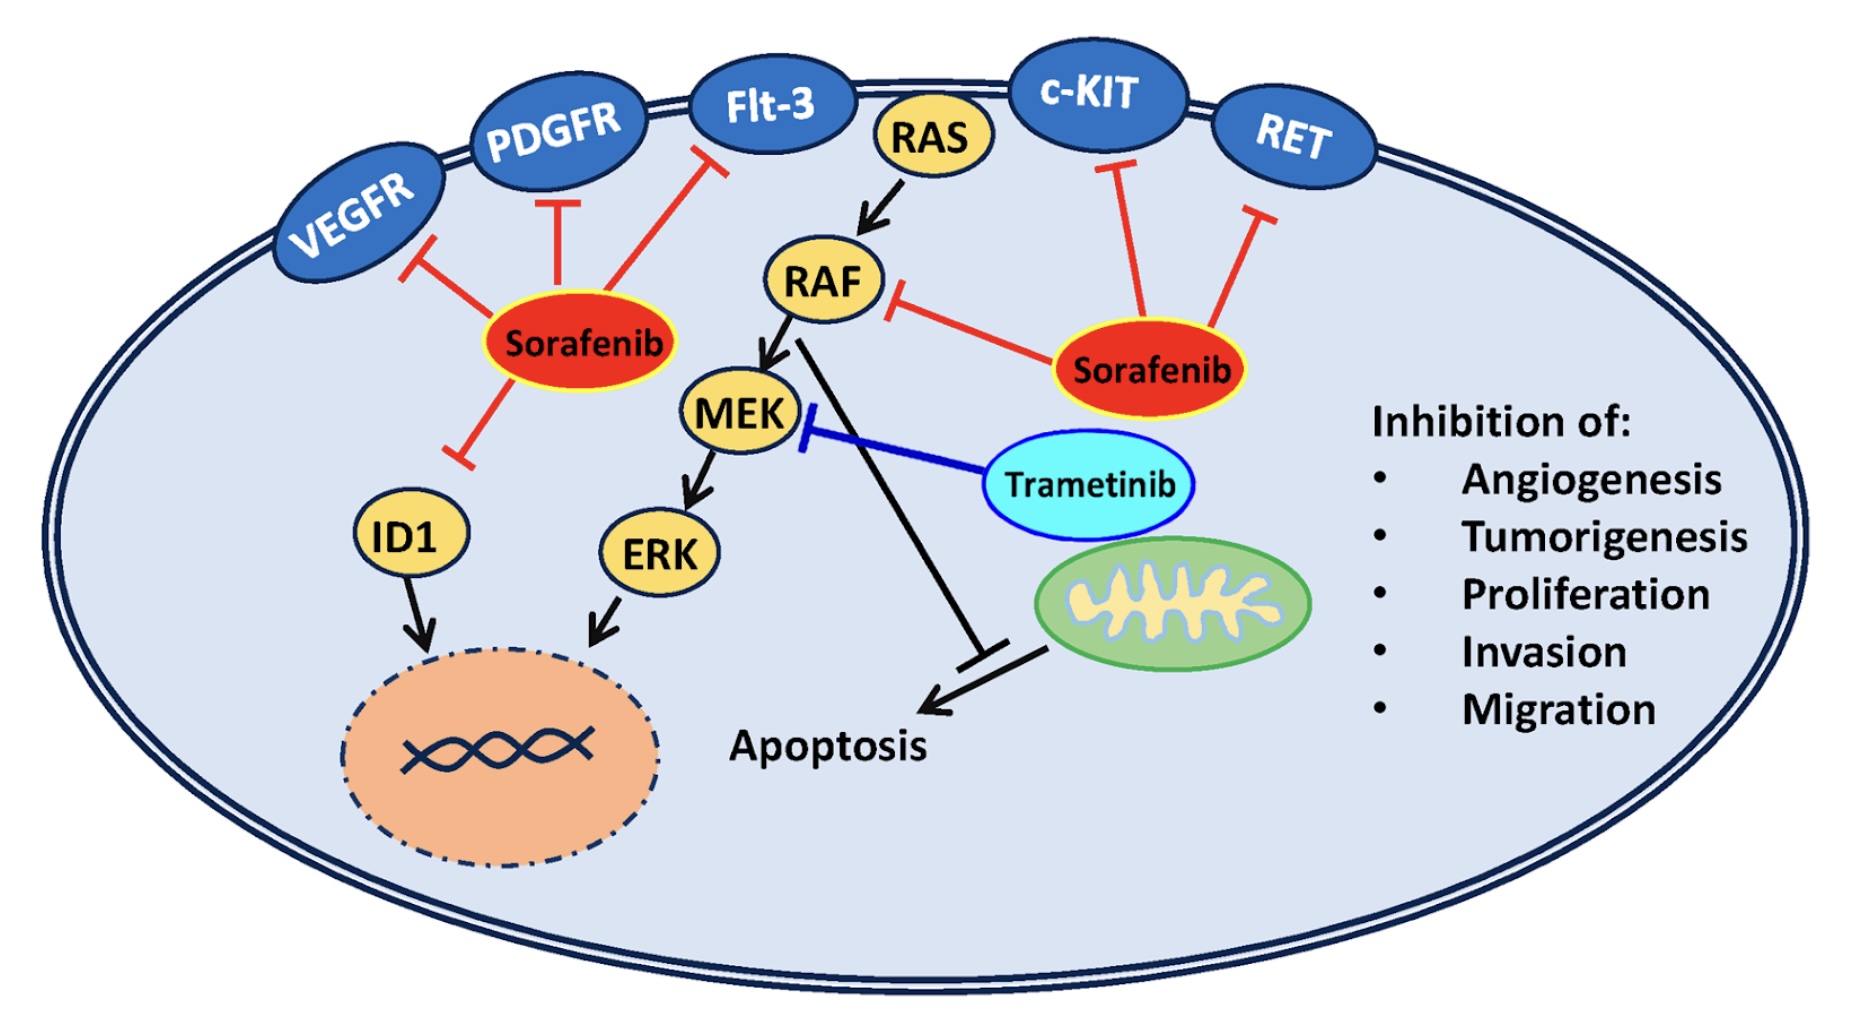 c-KIT
Flt-3
PDGFR
RET
RAS
VEGFR
RAF
Sorafenib
Sorafenib
MEK
Trametinib
ID1
ERK
Apoptosis
Inhibition of:
• Angiogenesis
• Tumorigenesis
• Proliferation
• Invasion
• Migration